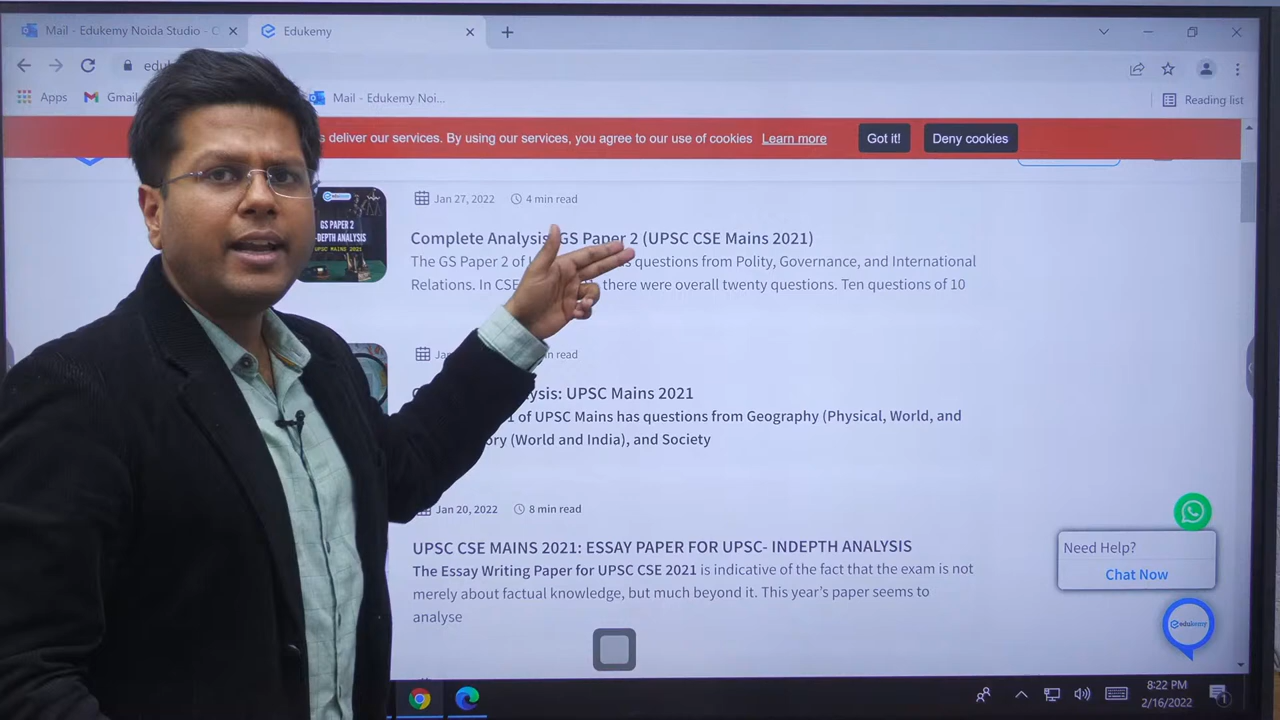 Mail - Edukemy Noida Studio - O
Edukemy
Apps
Gmail
Mail - Edukemy Noi...
Reading list
deliver our services. By using our services, you agree to our use of cookies Learn more
Got it!
Deny cookies
Jan 27, 2022 4 min read
GS PAPER 2
-DEPTH ANALYSIS
UPSC MAINS 2021
Complete Analysis: GS Paper 2 (UPSC CSE Mains 2021)
The GS Paper 2 of questions from Polity, Governance, and International
Relations. In CSE there were overall twenty questions. Ten questions of 10
min read
UPSC Mains 2021
of UPSC Mains has questions from Geography (Physical, World, and
(World and India), and Society
Jan 20, 2022 8 min read
UPSC CSE MAINS 2021: ESSAY PAPER FOR UPSC- INDEPTH ANALYSIS
The Essay Writing Paper for UPSC CSE 2021 is indicative of the fact that the exam is not
merely about factual knowledge, but much beyond it. This year's paper seems to
analyse
Need Help?
Chat Now
edukemy
8:22 PM
2/16/2022
1